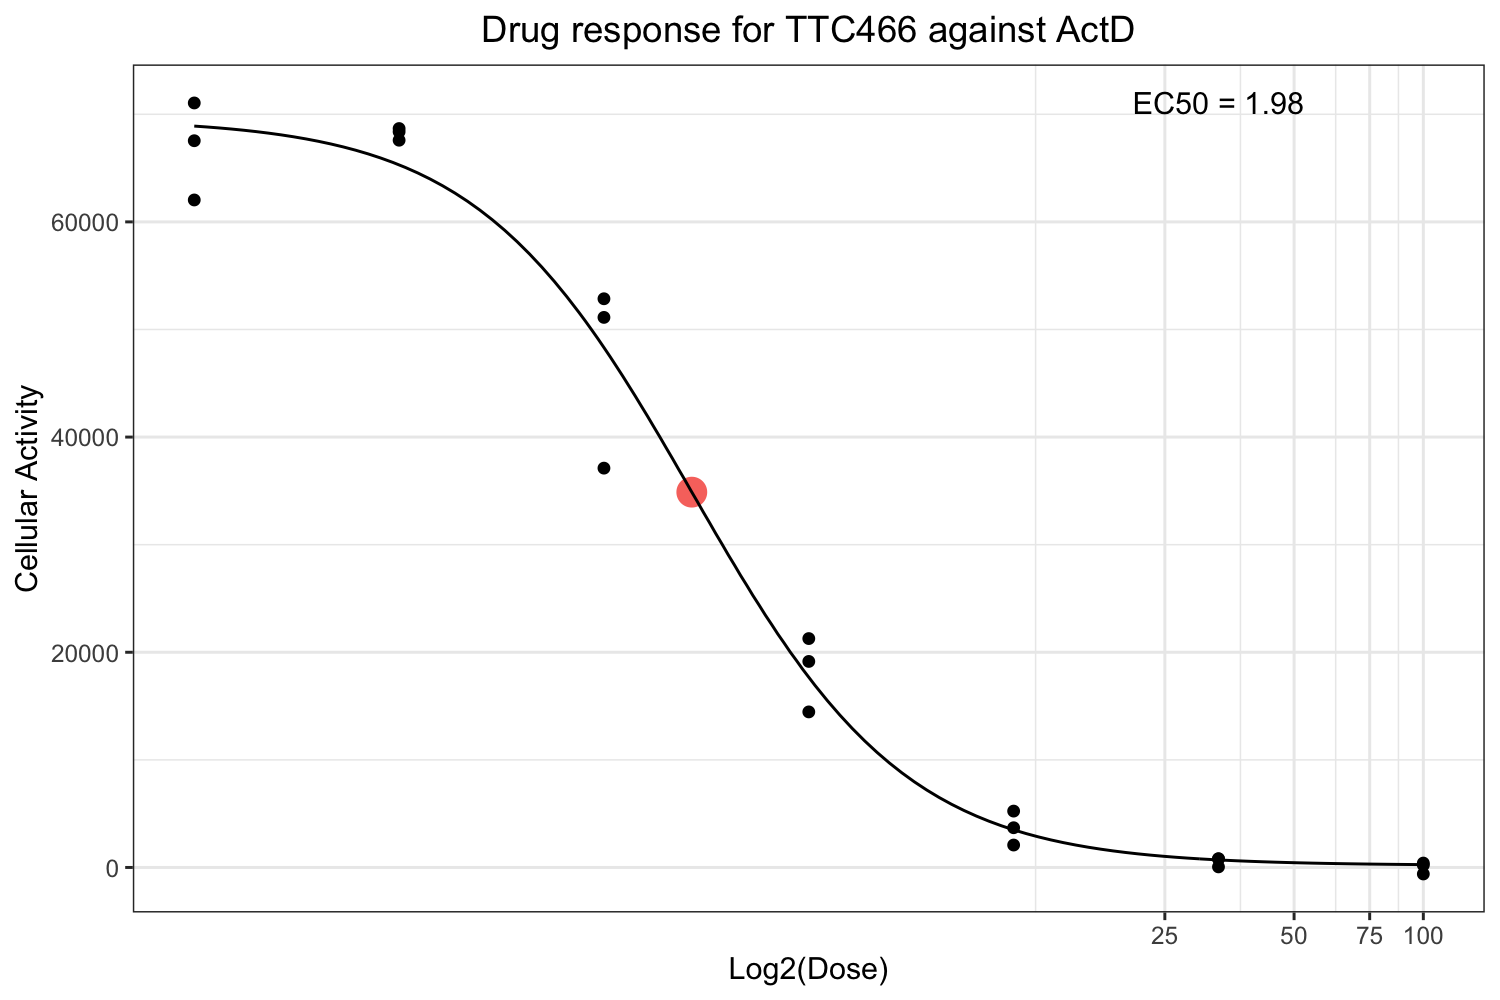 Drug response for TTC466 against ActD
EC50 = 1.98
Cellular Activity
60000
40000
20000
0
25 50 75 100
Log2(Dose)